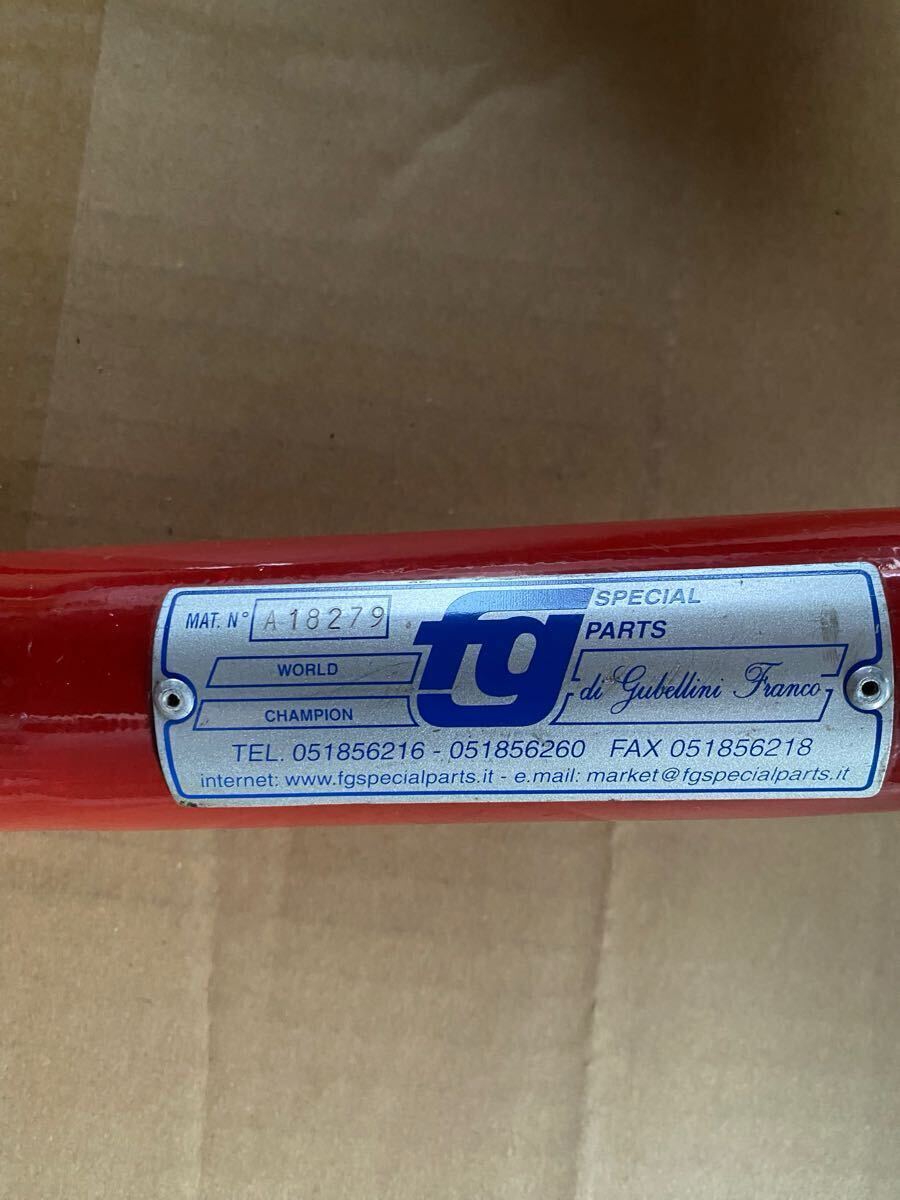 MAT. N° A18279
fg SPECIAL
PARTS
WORLD
di Gubellini Franco
CHAMPION
TEL. 051856216 - 051856260 FAX 051856218
internet: www.fgspecialparts.it - e.mail: market@fgspecialparts.it